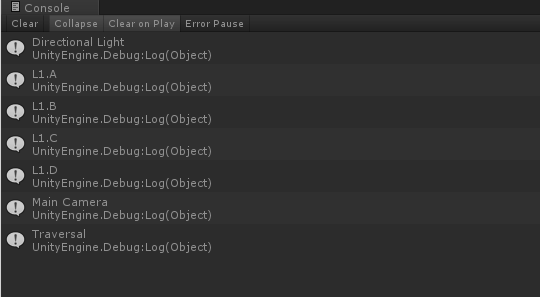 Console
Clear Collapse Clear on Play Error Pause
Directional Light
UnityEngine.Debug:Log(Object)
L1.A
UnityEngine.Debug:Log(Object)
L1.B
UnityEngine.Debug:Log(Object)
L1.C
UnityEngine.Debug:Log(Object)
L1.D
UnityEngine.Debug:Log(Object)
Main Camera
UnityEngine.Debug:Log(Object)
Traversal
UnityEngine.Debug:Log(Object)